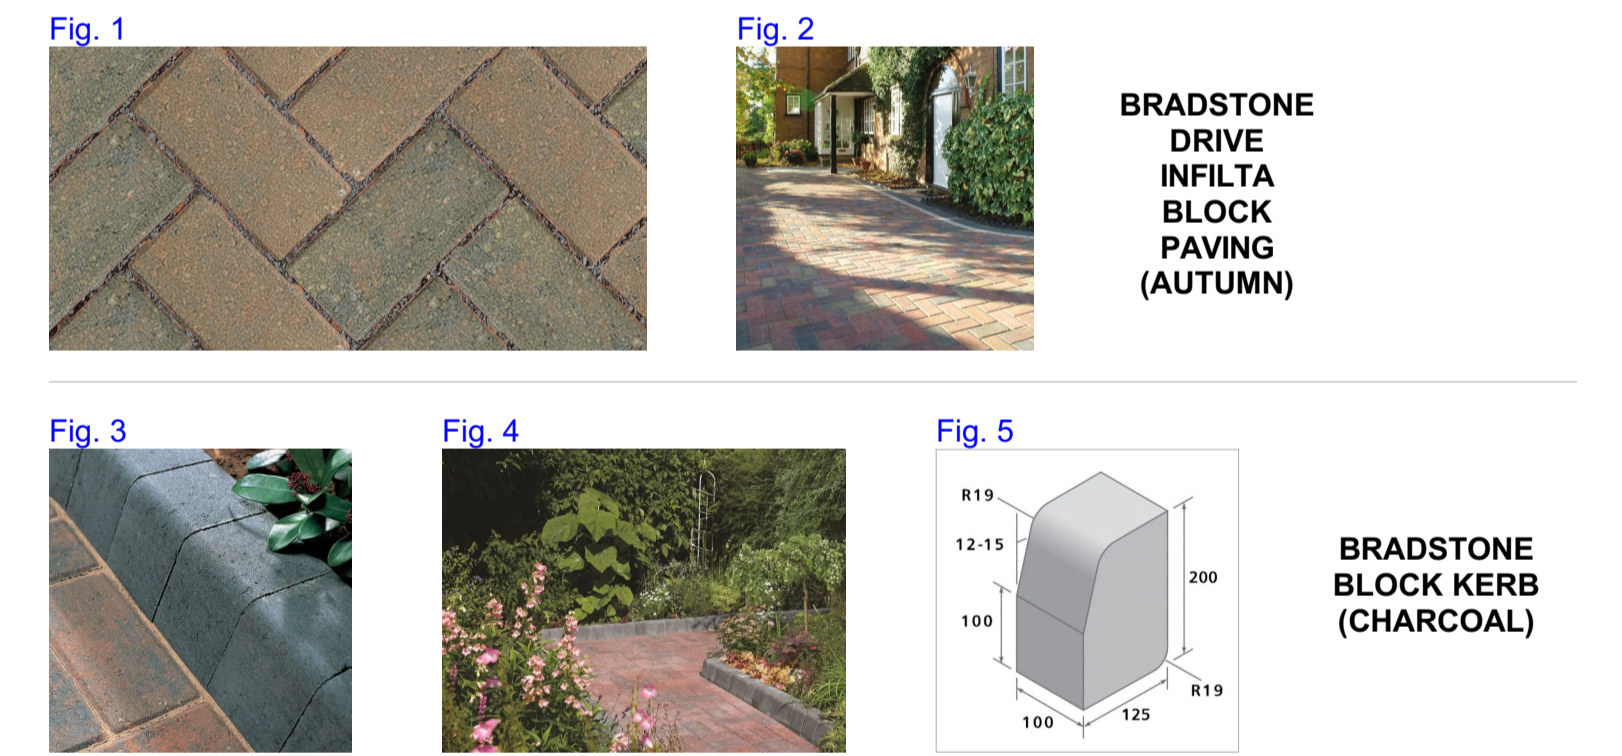 Fig. 1
Fig. 2
BRADSTONE
DRIVE
INFILTA
BLOCK
PAVING
(AUTUMN)
Fig. 3
Fig. 4
Fig. 5
R19
12-15
100
200
R19
100
125
BRADSTONE
BLOCK KERB
(CHARCOAL)